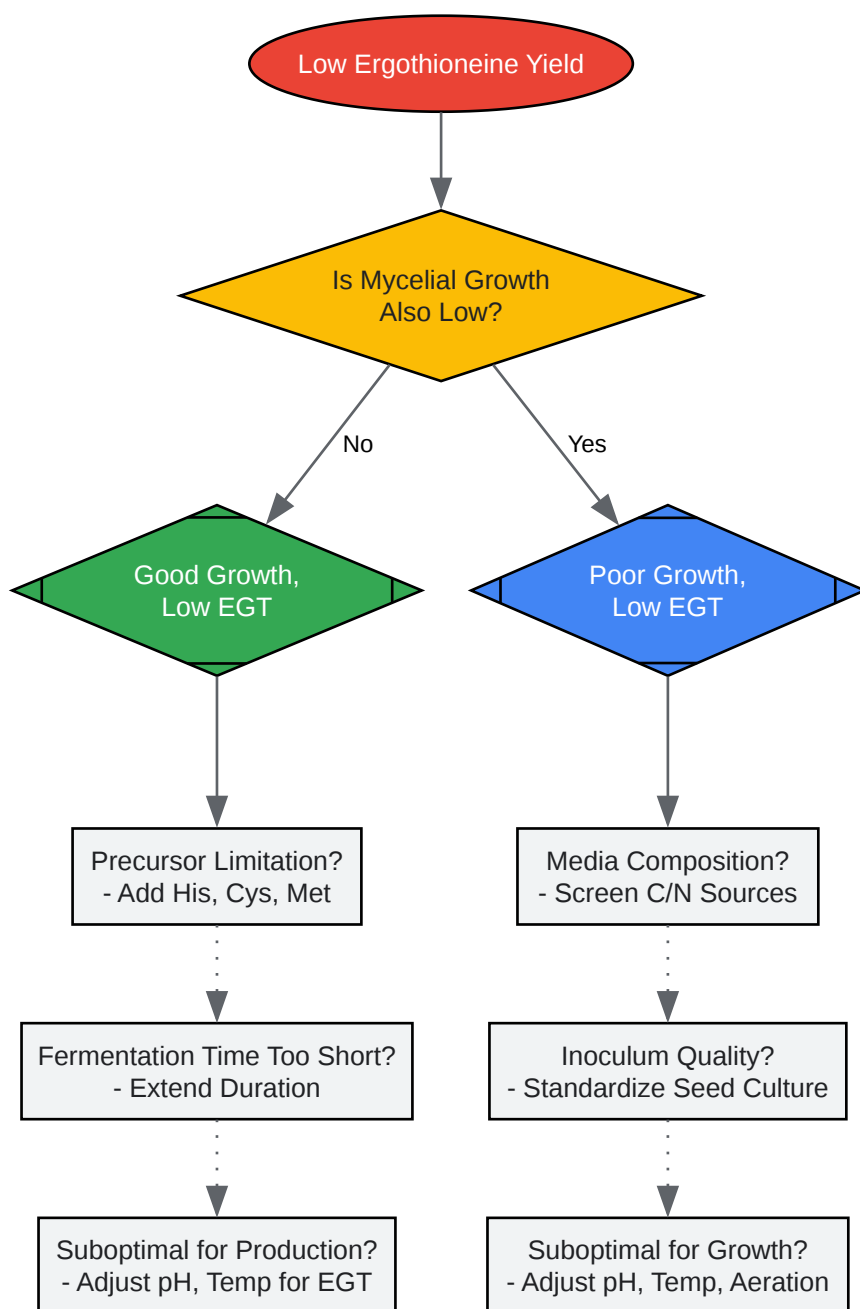 Low Ergothioneine Yield
Is Mycelial Growth
Also Low?
No
Yes
Good Growth,
Low EGT
Poor Growth,
Low EGT
Precursor Limitation?
- Add His, Cys, Met
Media Composition?
- Screen C/N Sources
Fermentation Time Too Short?
- Extend Duration
Inoculum Quality?
- Standardize Seed Culture
Suboptimal for Production?
- Adjust pH, Temp for EGT
Suboptimal for Growth?
- Adjust pH, Temp, Aeration